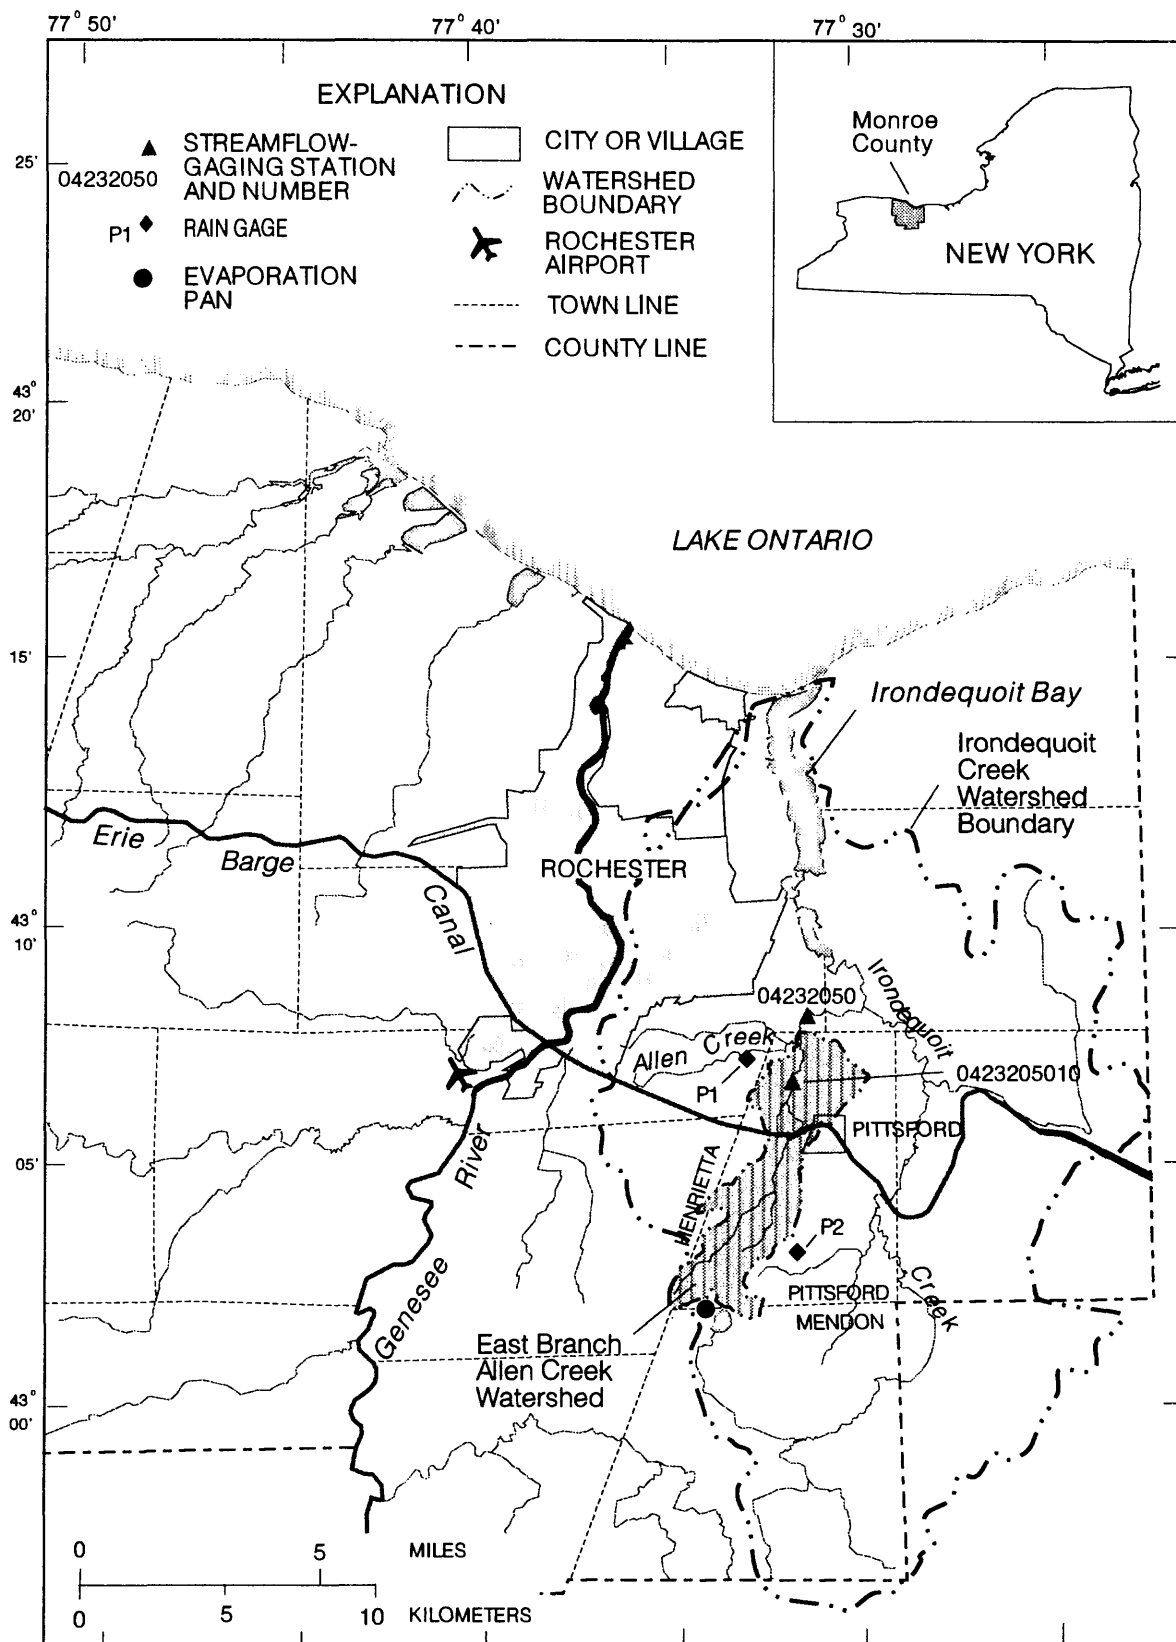 77° 50'
77° 40'
77° 30'
EXPLANATION
STREAMFLOW-
GAGING STATION
AND NUMBER
04232050
P1
RAIN GAGE
EVAPORATION
PAN
CITY OR VILLAGE
WATERSHED
BOUNDARY
ROCHESTER
AIRPORT
TOWN LINE
COUNTY LINE
Monroe
County
NEW YORK
25'
43°
20'
15'
43°
10'
05'
43°
00'
LAKE ONTARIO
Irondequoit Bay
Irondequoit
Creek
Watershed
Boundary
Erie
Barge
Canal
ROCHESTER
04232050
Irondequoit
Allen Creek
P1
0423205010
PITTSFORD
River
HENRIETTA
P2
Genesee
Creek
PITTSFORD
MENDON
East Branch
Allen Creek
Watershed
0 5 MILES
0 5 10 KILOMETERS